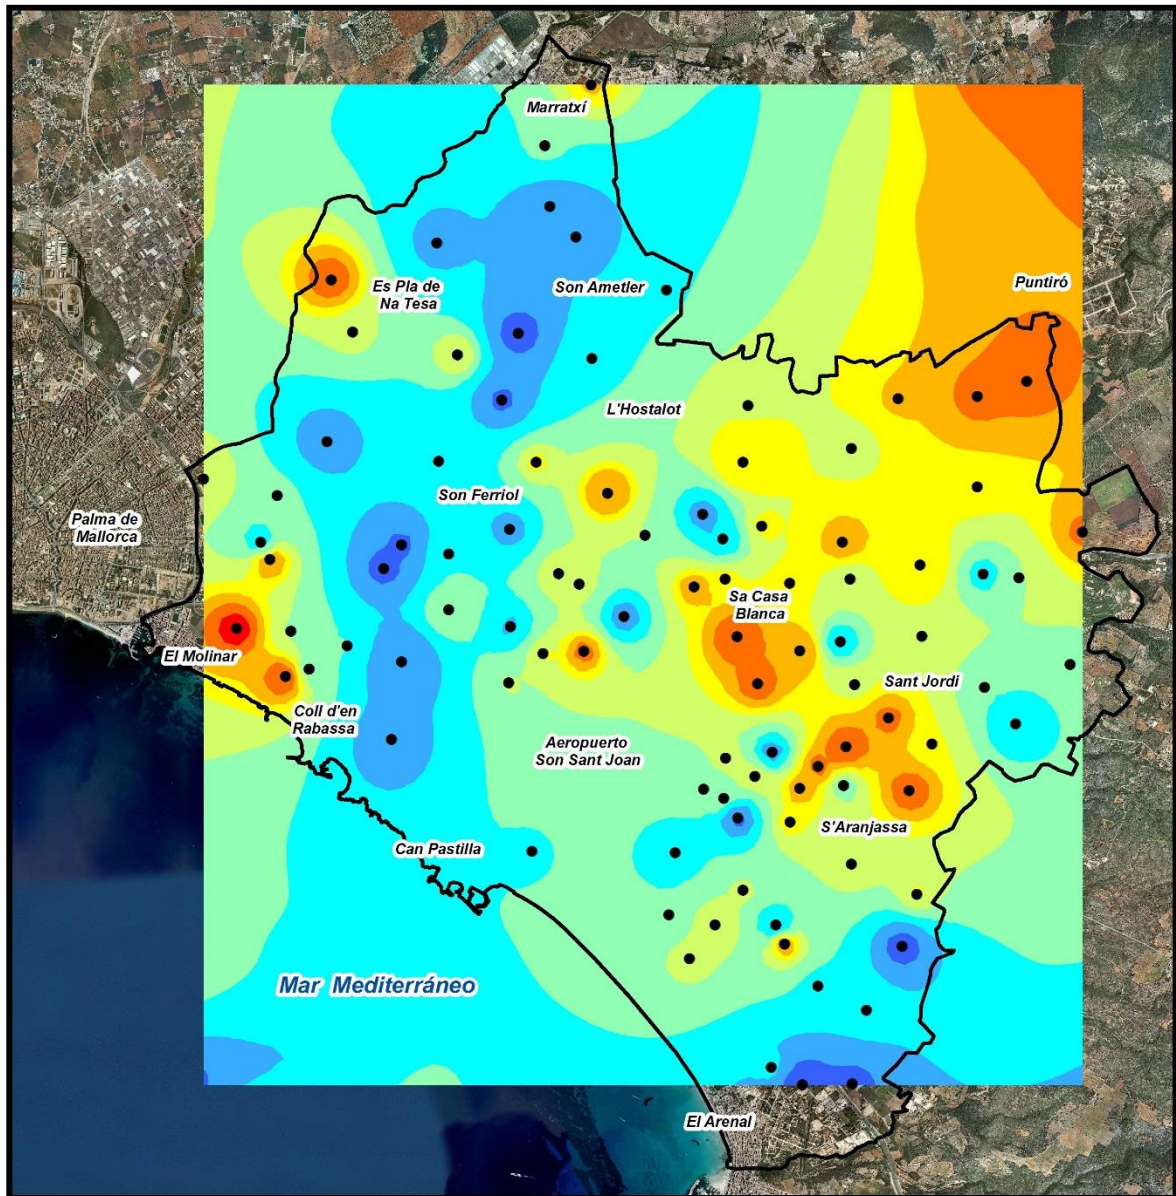 Marratxí
Es Pla de
Na Tesa
Son Ametler
Puntiró
L'Hostalot
Son Ferriol
Palma de
Mallorca
Sa Casa
Blanca
El Molinar
Sant Jordi
Coll d'en
Rabassa
Aeropuerto
Son Sant Joan
S'Aranjassa
Can Pastilla
Mar Mediterráneo
El Arenal